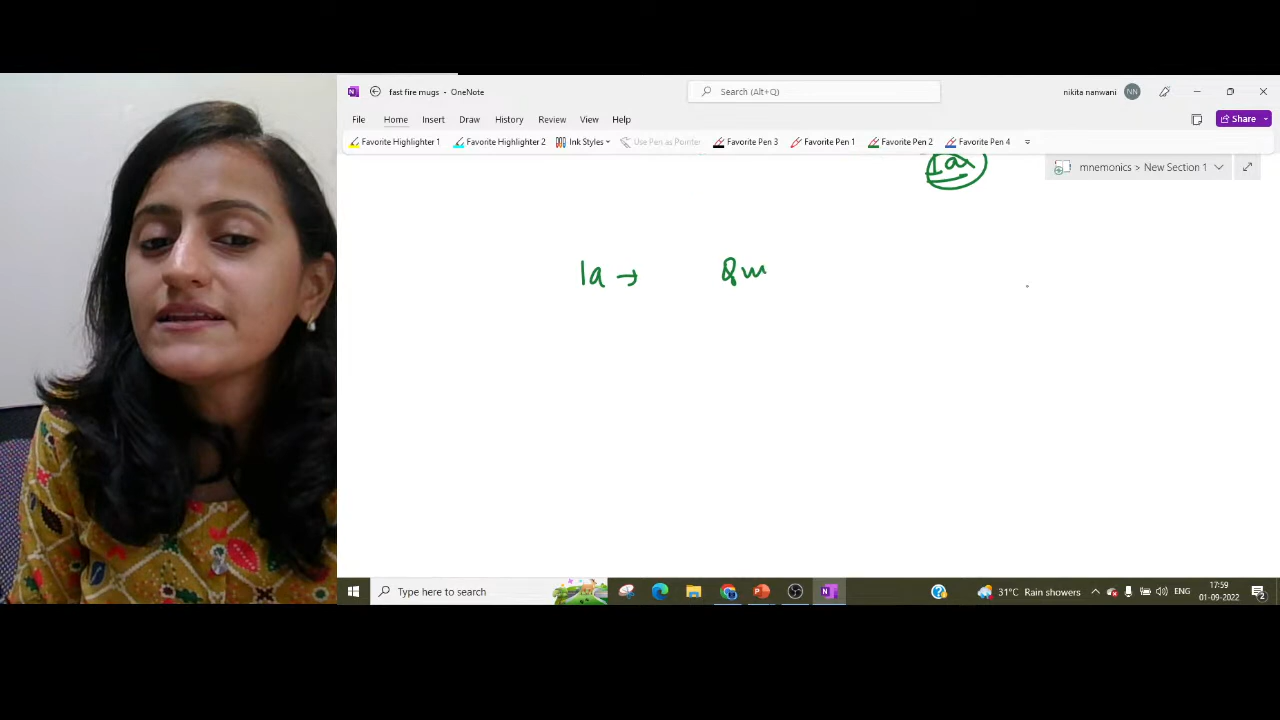 fast fire mugs - OneNote
Search (Alt+Q)
nikita nanwani NN
File Home Insert Draw History Review View Help
Share
Favorite Highlighter 1 Favorite Highlighter 2 Ink Styles Use Pen as Pointer Favorite Pen 3 Favorite Pen 1 Favorite Pen 2 Favorite Pen 4
mnemonics > New Section 1
1a →
Type here to search
31°C Rain showers
ENG
17:59
01-09-2022
2